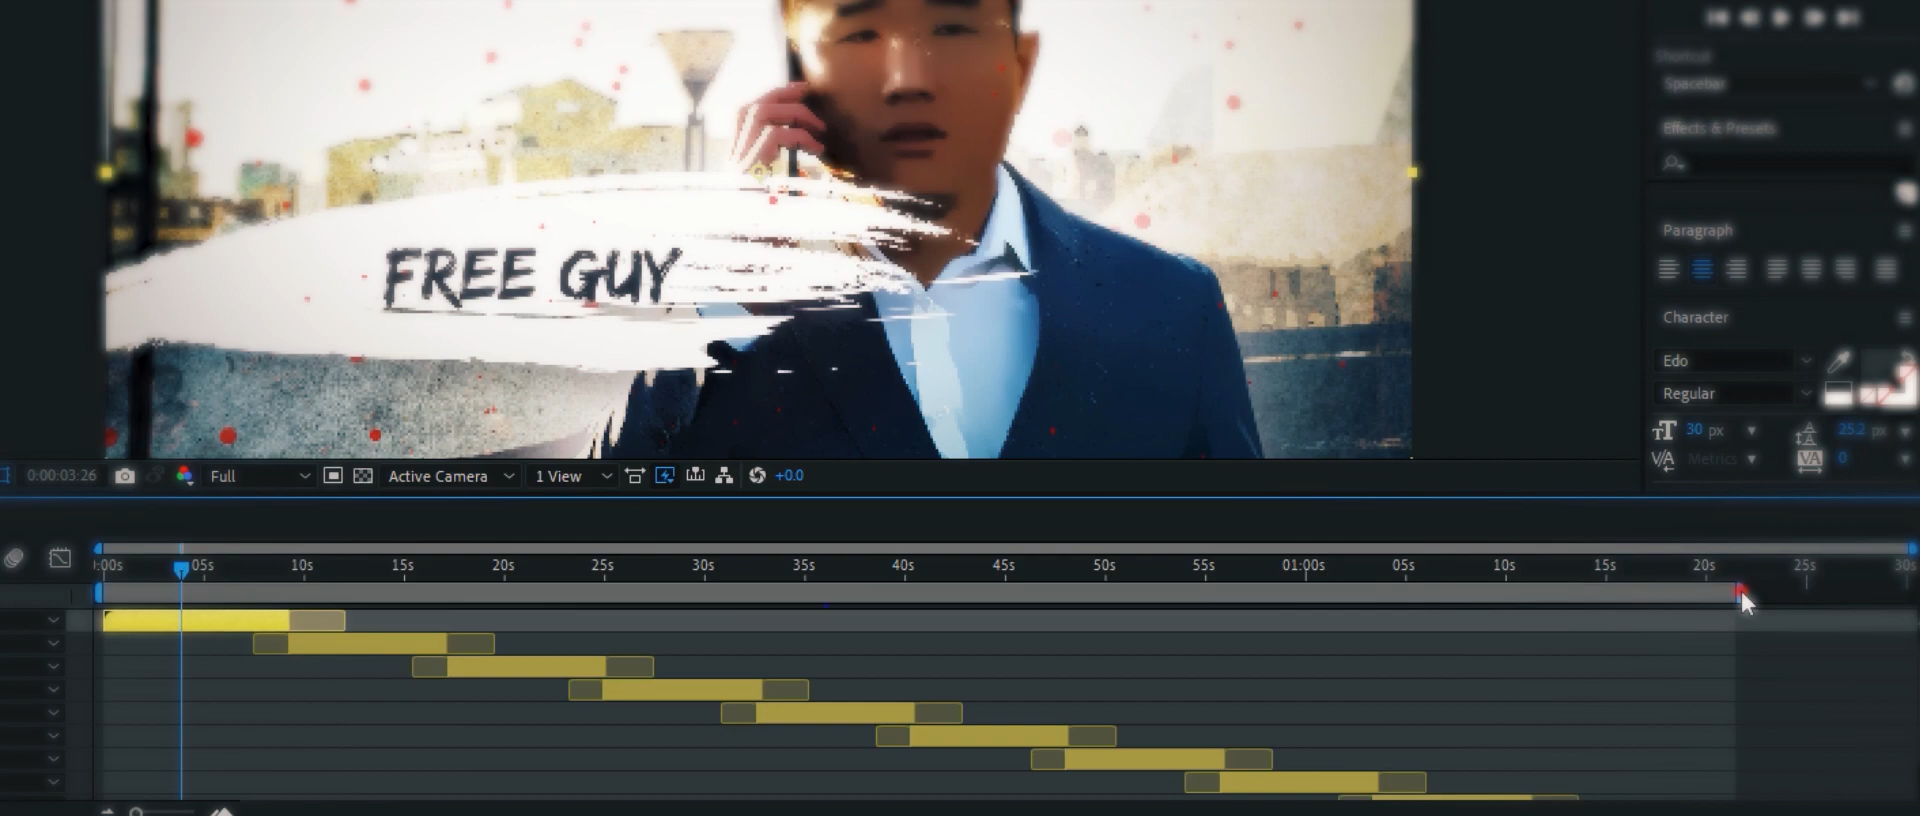 Shortcut
Spacebar
Effects & Presets
FREE GUY
Paragraph
Character
Edo
Regular
30 px
25.2 px
Metrics
0
0:00:03:26
Full
Active Camera
1 View
+0.0
:00s
05s
10s
15s
20s
25s
30s
35s
40s
45s
50s
55s
01:00s
05s
10s
15s
20s
25s
30s